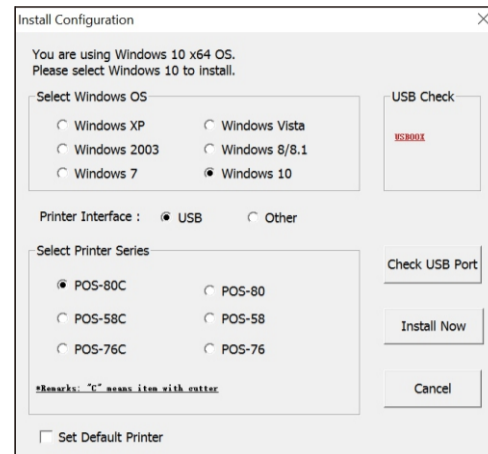 Install Configuration
You are using Windows 10 x64 OS.
Please select Windows 10 to install.
Select Windows OS
Windows XP
Windows Vista
Windows 2003
Windows 8/8.1
Windows 7
Windows 10
USB Check
USB00X
Printer Interface :
USB
Other
Select Printer Series
POS-80C
POS-80
POS-58C
POS-58
POS-76C
POS-76
*Remarks: "C" means item with cutter
Check USB Port
Install Now
Cancel
Set Default Printer